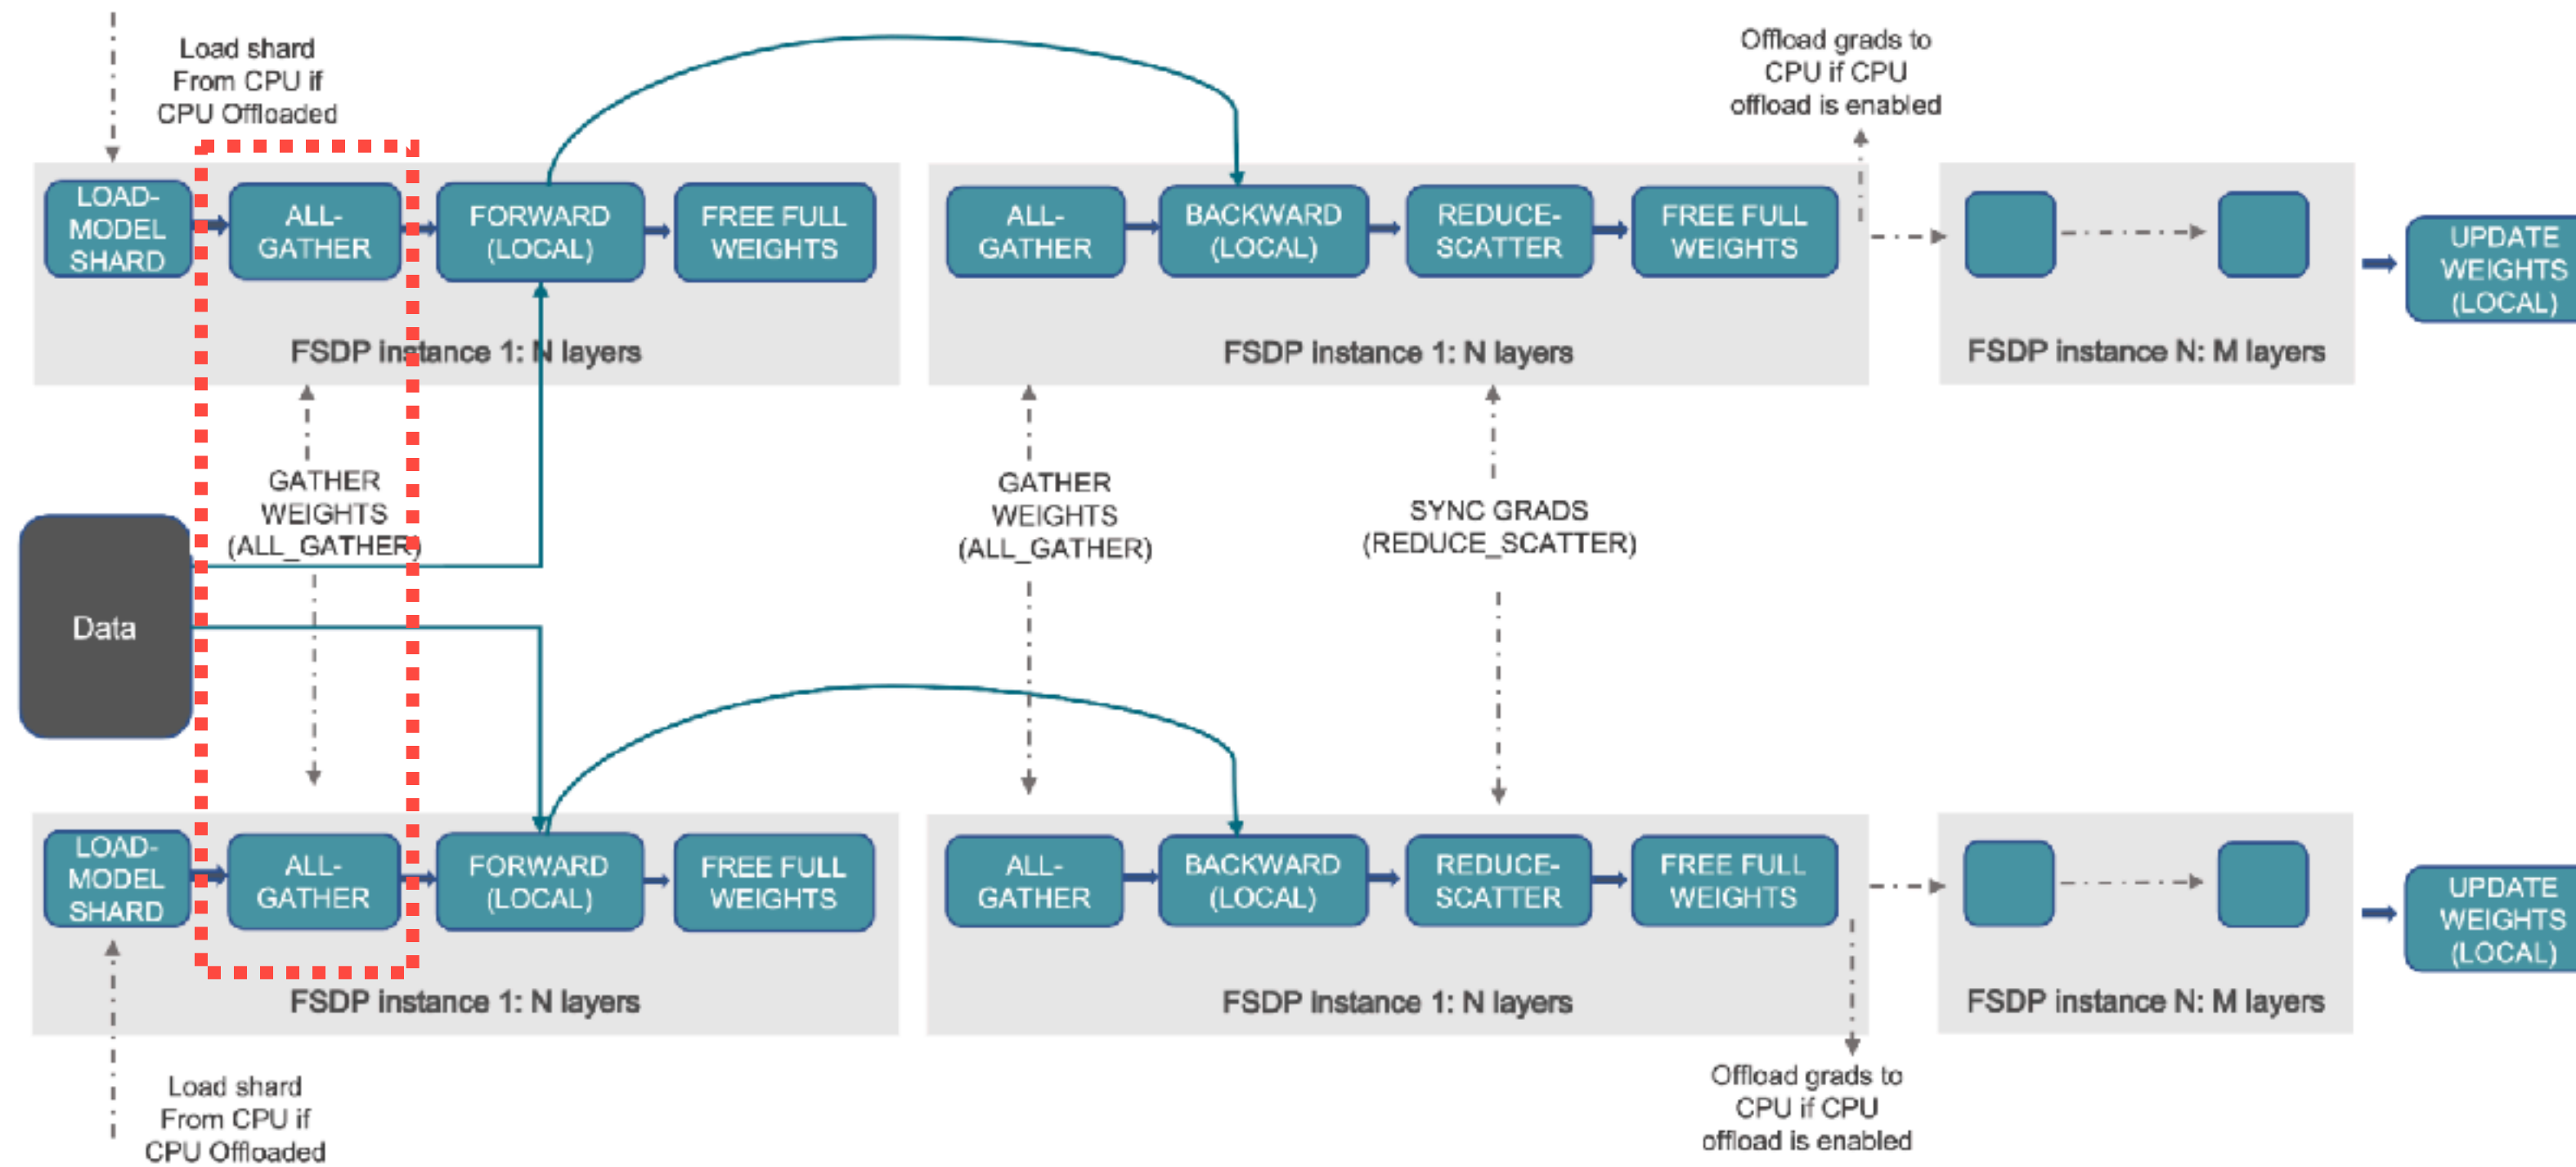 Load shard
From CPU if
CPU Offloaded
Offload grads to
CPU if CPU
offload is enabled
LOAD-
MODEL
SHARD
ALL-
GATHER
FORWARD
(LOCAL)
FREE FULL
WEIGHTS
FSDP instance 1: N layers
ALL-
GATHER
BACKWARD
(LOCAL)
REDUCE-
SCATTER
FREE FULL
WEIGHTS
FSDP instance 1: N layers
FSDP instance N: M layers
UPDATE
WEIGHTS
(LOCAL)
GATHER
WEIGHTS
(ALL_GATHER)
GATHER
WEIGHTS
(ALL_GATHER)
SYNC GRADS
(REDUCE_SCATTER)
Data
LOAD-
MODEL
SHARD
ALL-
GATHER
FORWARD
(LOCAL)
FREE FULL
WEIGHTS
FSDP instance 1: N layers
ALL-
GATHER
BACKWARD
(LOCAL)
REDUCE-
SCATTER
FREE FULL
WEIGHTS
FSDP instance 1: N layers
FSDP instance N: M layers
UPDATE
WEIGHTS
(LOCAL)
Load shard
From CPU if
CPU Offloaded
Offload grads to
CPU if CPU
offload is enabled